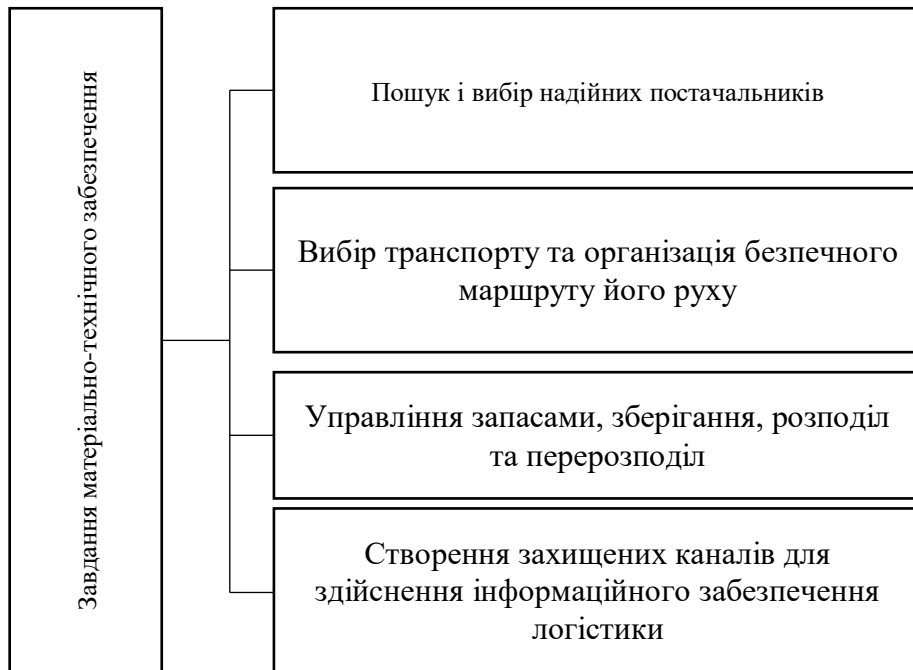 Завдання матеріально-технічного забезпечення
Пошук і вибір надійних постачальників
Вибір транспорту та організація безпечного
маршруту його руху
Управління запасами, зберігання, розподіл
та перерозподіл
Створення захищених каналів для
здійснення інформаційного забезпечення
логістики